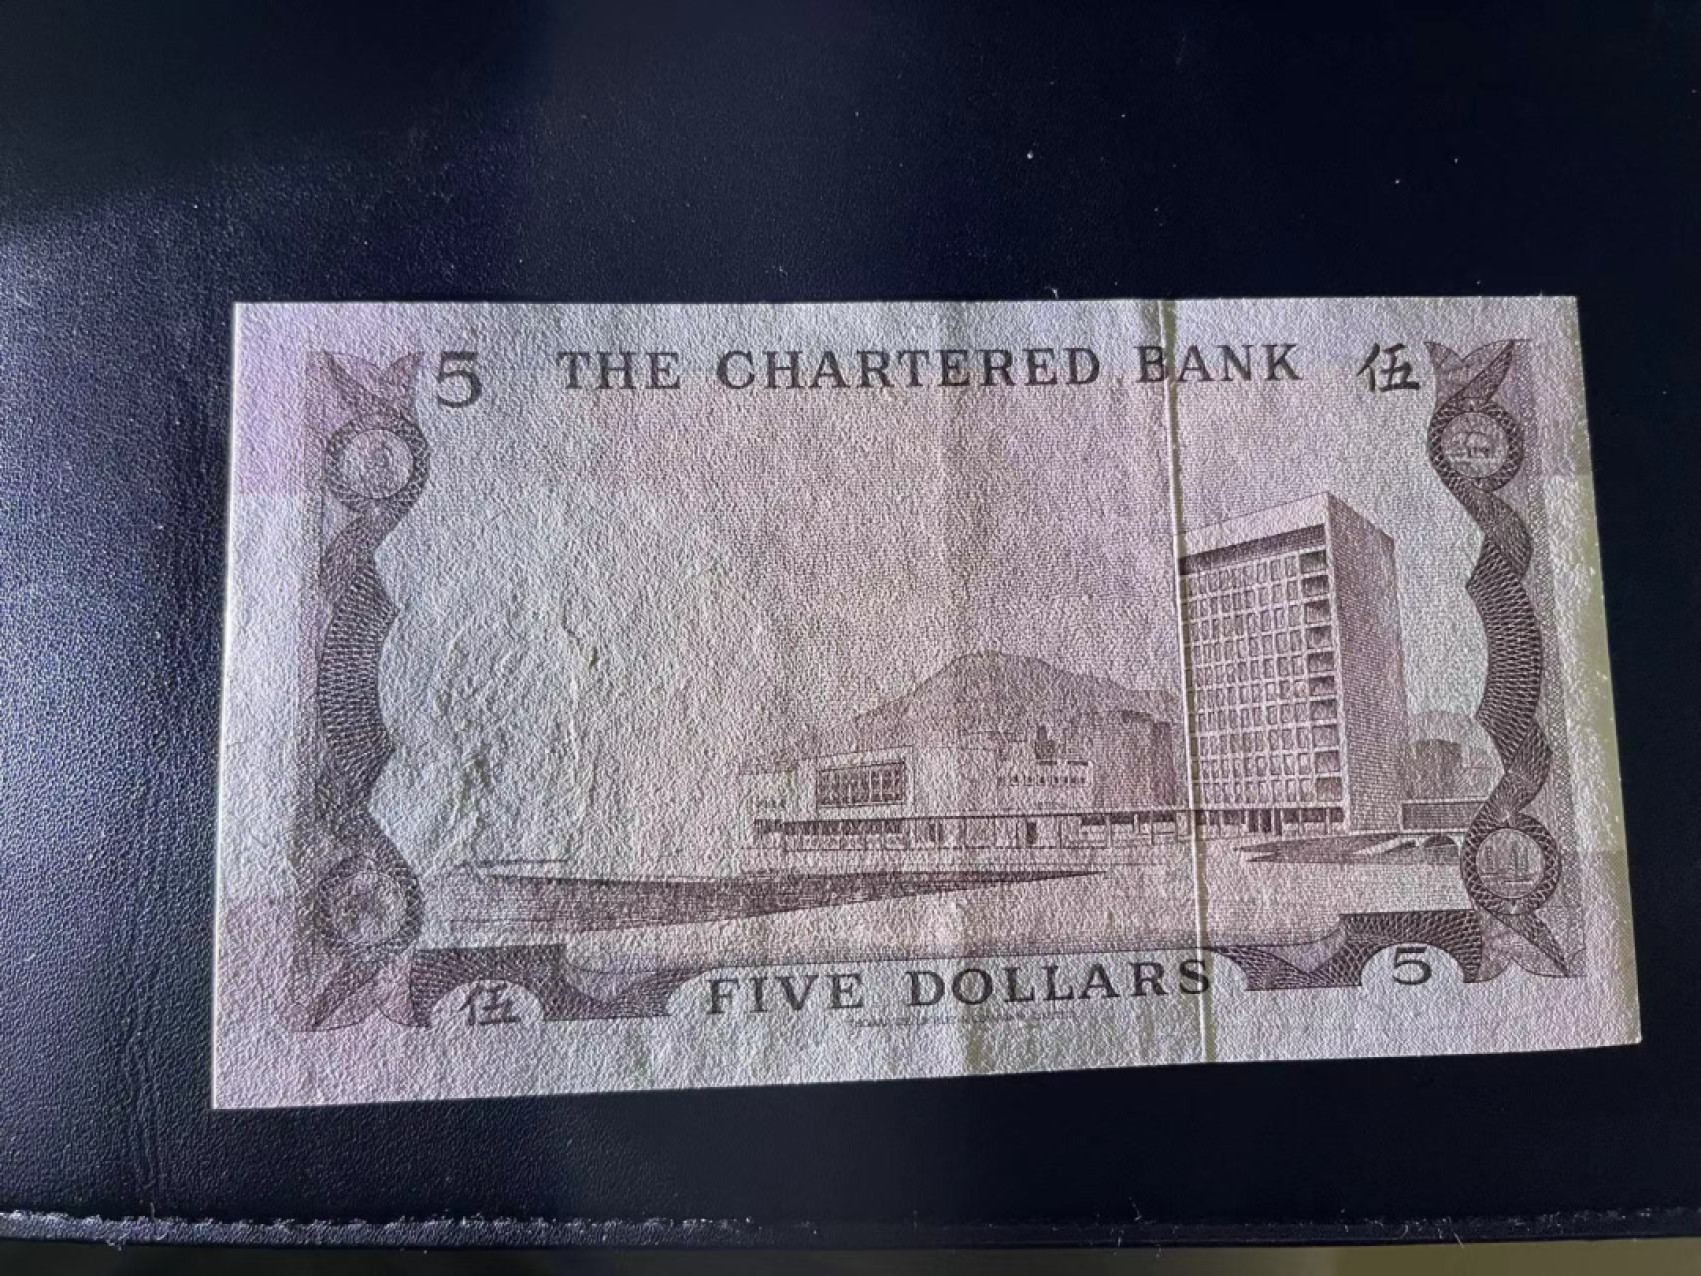 5 THE CHARTERED BANK 伍
伍 FIVE DOLLARS 5